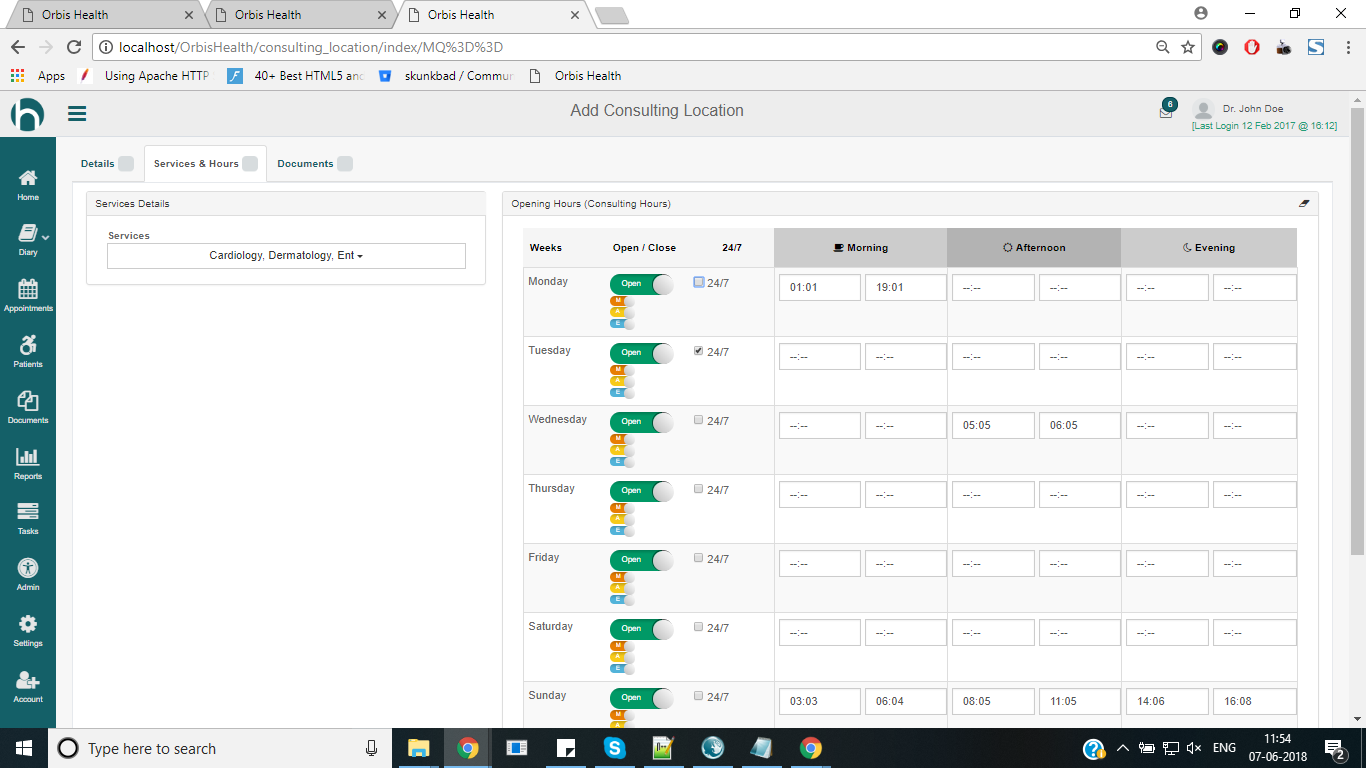 Orbis Health
Orbis Health
Orbis Health
localhost/OrbisHealth/consulting_location/index/MQ%3D%3D
Apps
Using Apache HTTP
40+ Best HTML5 and
skunkbad / Commun
Orbis Health
Add Consulting Location
6
Dr. John Doe
[Last Login 12 Feb 2017 @ 16:12]
Home
Diary
Appointments
Patients
Documents
Reports
Tasks
Admin
Settings
Account
Details
Services & Hours
Documents
Services Details
Services
Cardiology, Dermatology, Ent
Opening Hours (Consulting Hours)
Weeks Open / Close 24/7 Morning Afternoon Evening
Monday Open 24/7 01:01 19:01 --:-- --:-- --:-- --:--
M
A
E
Tuesday Open 24/7 --:-- --:-- --:-- --:-- --:-- --:--
M
A
E
Wednesday Open 24/7 --:-- --:-- 05:05 06:05 --:-- --:--
M
A
E
Thursday Open 24/7 --:-- --:-- --:-- --:-- --:-- --:--
M
A
E
Friday Open 24/7 --:-- --:-- --:-- --:-- --:-- --:--
M
A
E
Saturday Open 24/7 --:-- --:-- --:-- --:-- --:-- --:--
M
A
E
Sunday Open 24/7 03:03 06:04 08:05 11:05 14:06 16:08
M
A
Type here to search
ENG
11:54
07-06-2018
2